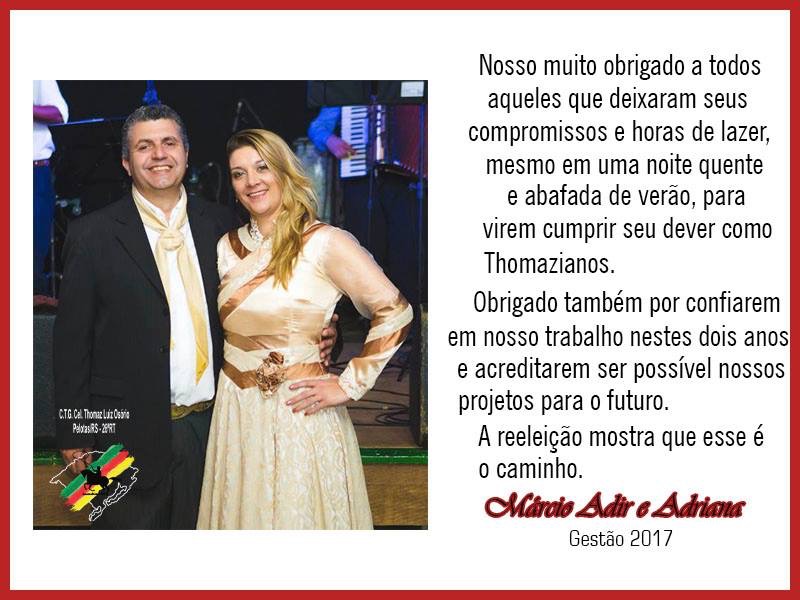 Nosso muito obrigado a todos
aqueles que deixaram seus
compromissos e horas de lazer,
mesmo em uma noite quente
e abafada de verão, para
virem cumprir seu dever como
Thomazianos.
Obrigado também por confiarem
em nosso trabalho nestes dois anos
e acreditarem ser possível nossos
projetos para o futuro.
A reeleição mostra que esse é
o caminho.
Márcio Adir e Adriana
Gestão 2017
C.T.G. Cel. Thomaz Luiz Osório
Pelotas/RS - 26ªRT